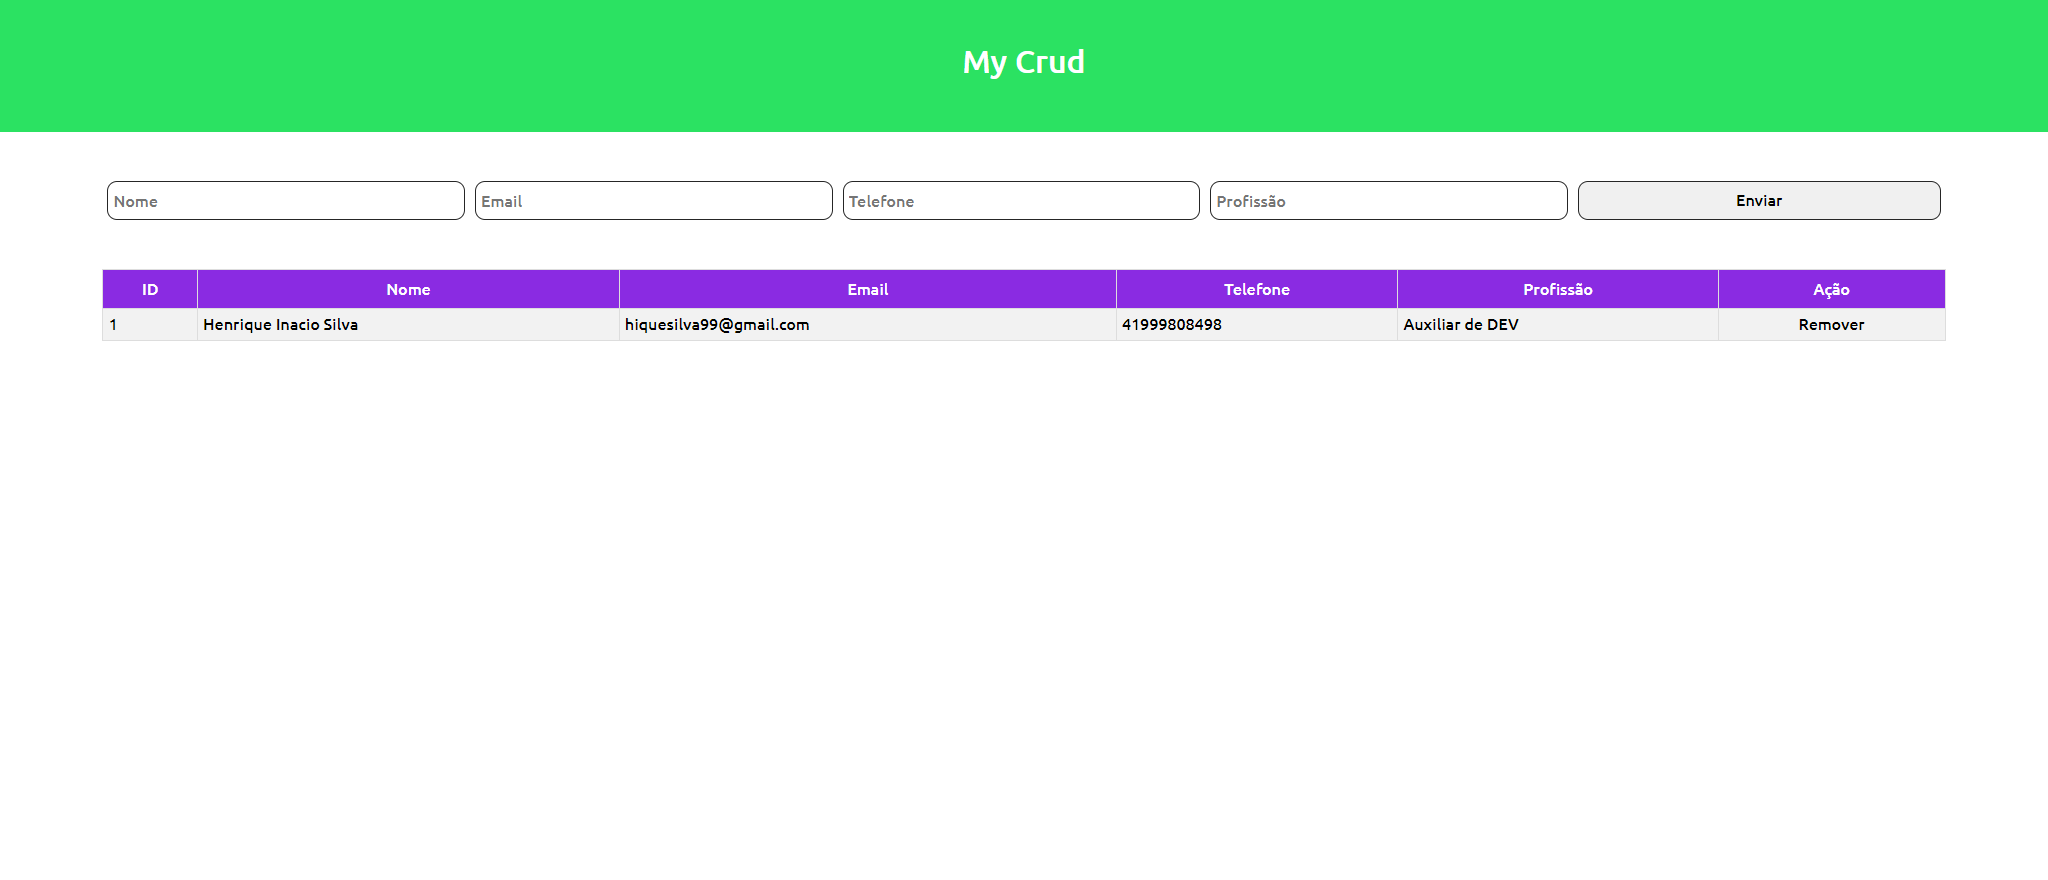 My Crud
Nome Email Telefone Profissão Enviar
ID Nome Email Telefone Profissão Ação
1 Henrique Inacio Silva hiquesilva99@gmail.com 41999808498 Auxiliar de DEV Remover